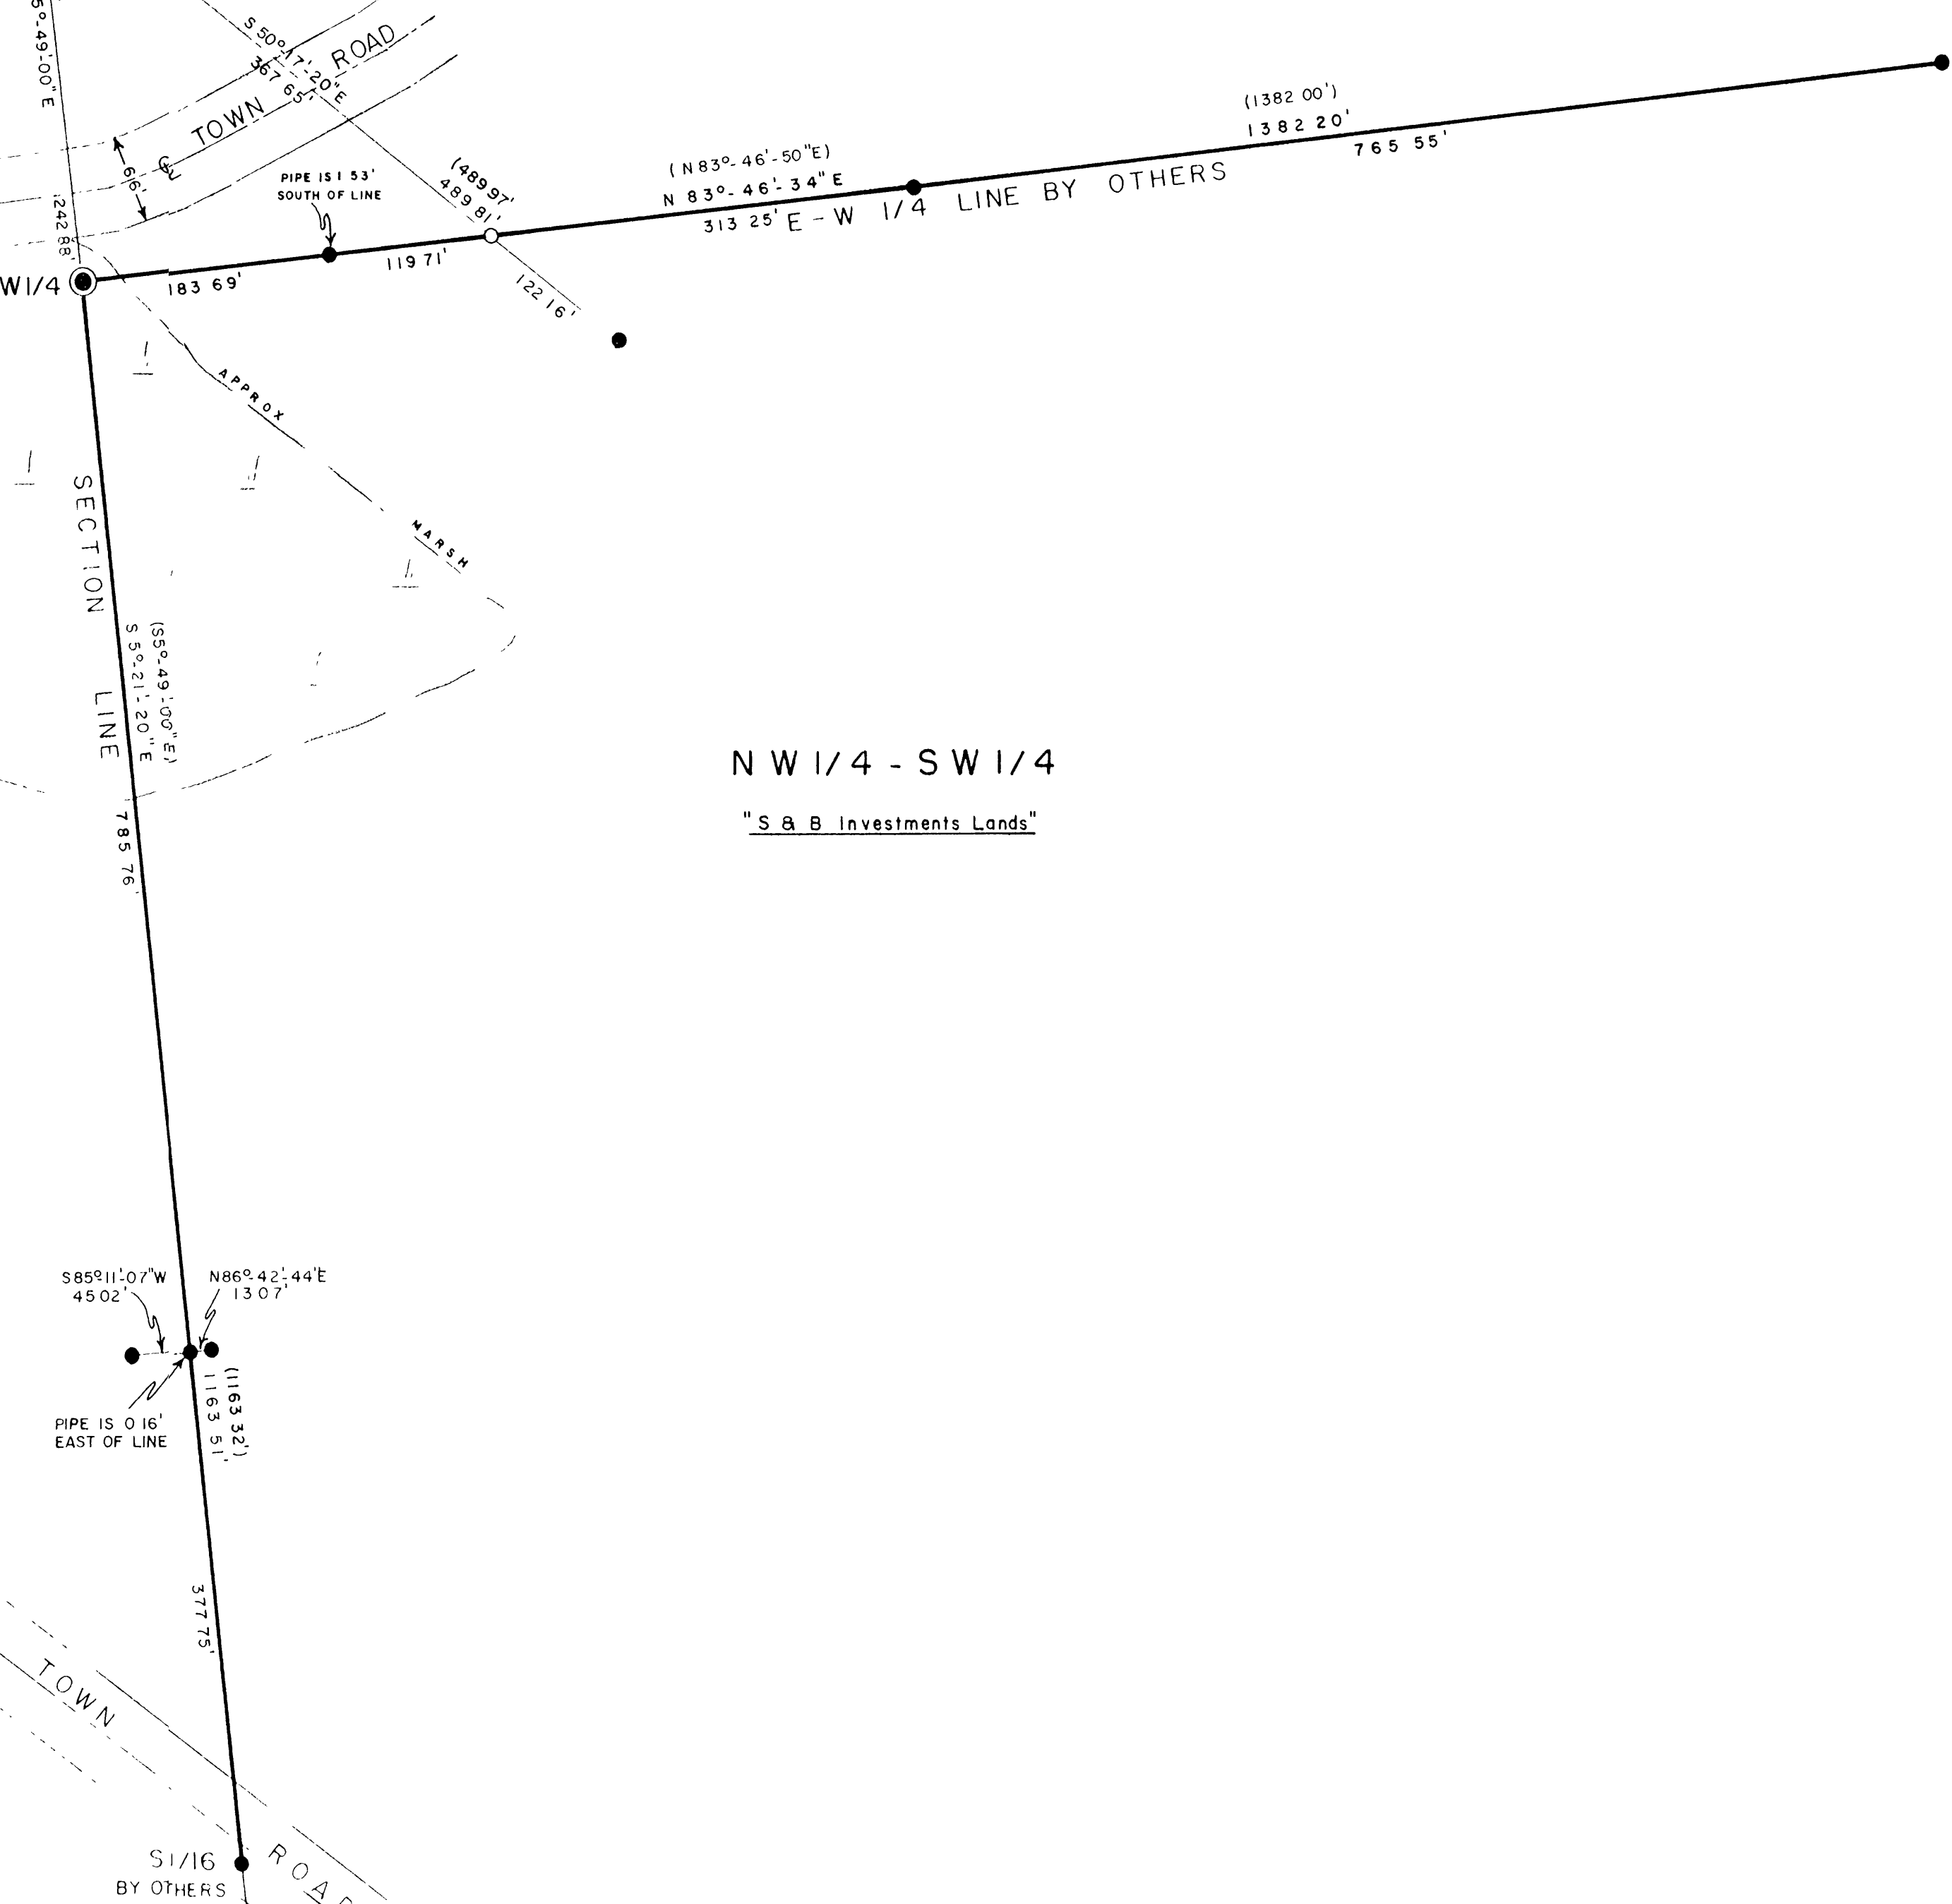 5°-49'-00" E
S 50°-17'-20" E
367 65'
TOWN ROAD
66'
242 88'
PIPE IS 1 53'
SOUTH OF LINE
(489 97'
489 81'
(N 83°-46'-50"E)
N 83°-46'-34" E
313 25'
(1382 00')
1382 20'
765 55'
E-W 1/4 LINE BY OTHERS
W1/4
183 69'
119 71'
122 16'
APPROX
MARSH
SECTION LINE
(S5°-49'-00" E)
S 5°-21'-20" E
785 76'
NW1/4 - SW1/4
"S & B Investments Lands"
S85°-11'-07"W
45 02'
N86°-42'-44'E
13 07'
PIPE IS 0 16'
EAST OF LINE
(1163 32')
1163 51'
377 75'
TOWN
ROAD
S1/16
BY OTHERS